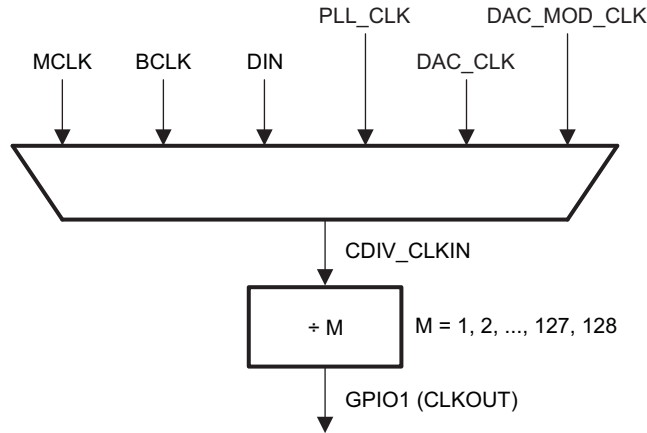 PLL_CLK DAC_MOD_CLK
MCLK BCLK DIN DAC_CLK
CDIV_CLKIN
÷ M M = 1, 2, ..., 127, 128
GPIO1 (CLKOUT)